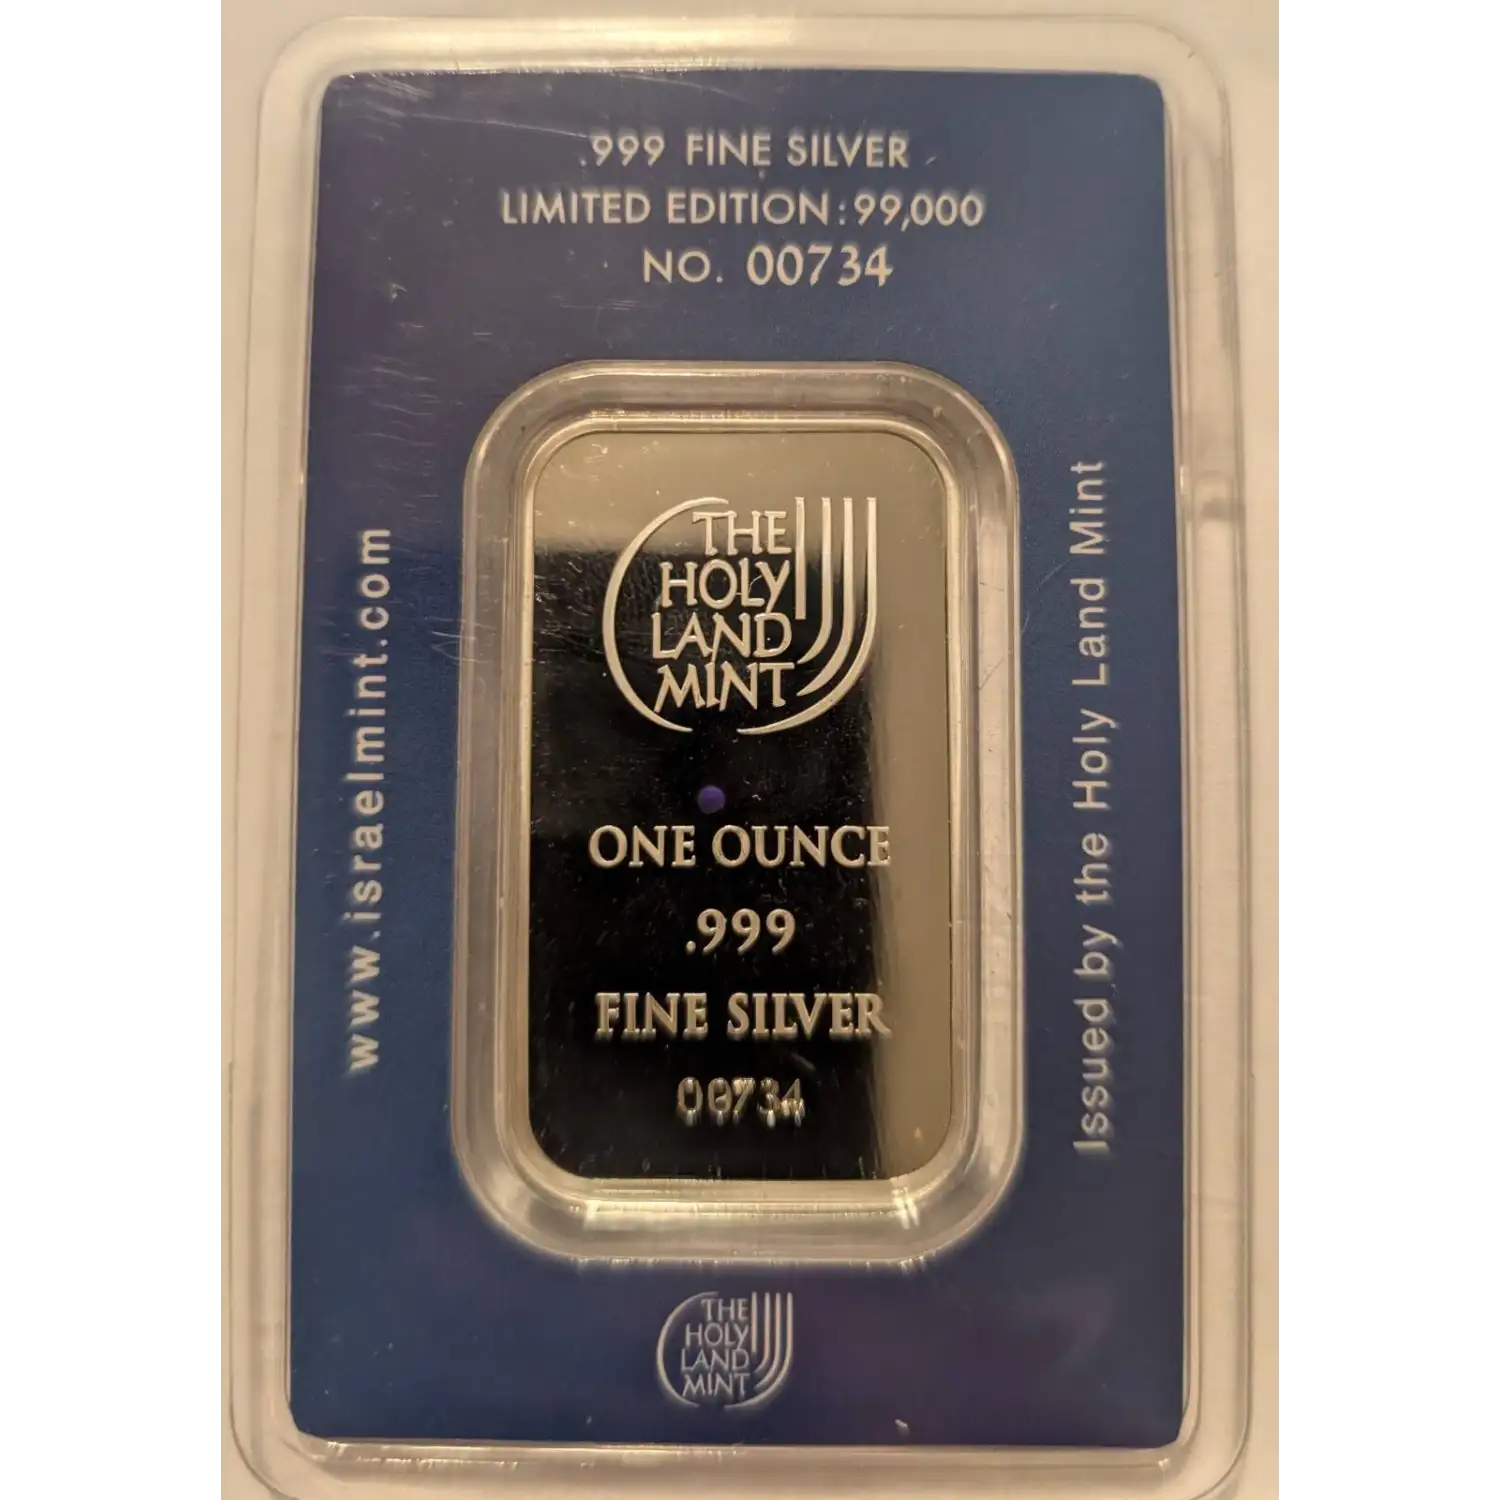 .999 FINE SILVER
LIMITED EDITION:99,000
NO. 00734
www.israelmint.com
THE
HOLY
LAND
MINT
ONE OUNCE
.999
FINE SILVER
00734
Issued by the Holy Land Mint
THE
HOLY
LAND
MINT